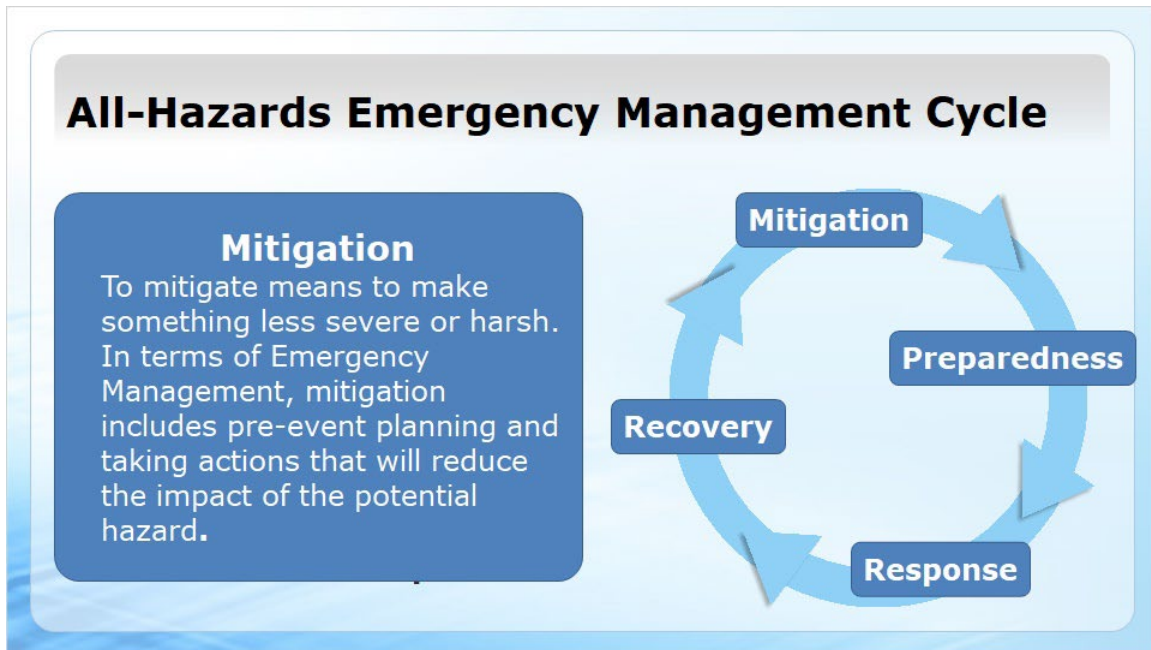 All-Hazards Emergency Management Cycle
Mitigation
To mitigate means to make
something less severe or harsh.
In terms of Emergency
Management, mitigation
includes pre-event planning and
taking actions that will reduce
the impact of the potential
hazard.
Mitigation
Preparedness
Recovery
Response